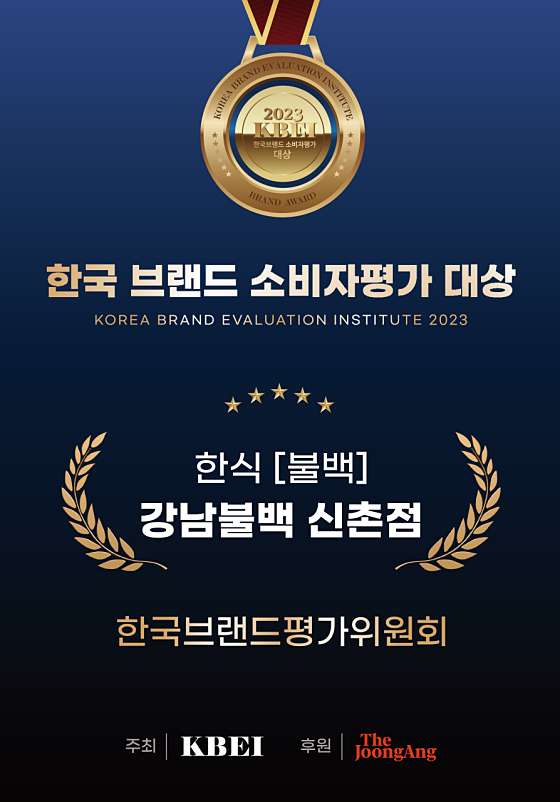 KOREA BRAND EVALUATION INSTITUTE
2023
KBEI
한국브랜드 소비자평가
대상
BRAND AWARD
한국 브랜드 소비자평가 대상
KOREA BRAND EVALUATION INSTITUTE 2023
한식 [불백]
강남불백 신촌점
한국브랜드평가위원회
주최 KBEI 후원 The JoongAng